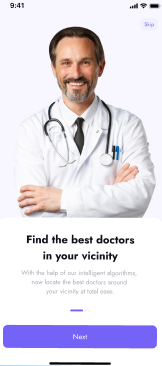 9:41
Skip
Find the best doctors
in your vicinity
With the help of our intelligent algorithms,
now locate the best doctors around
your vicinity at total ease.
Next